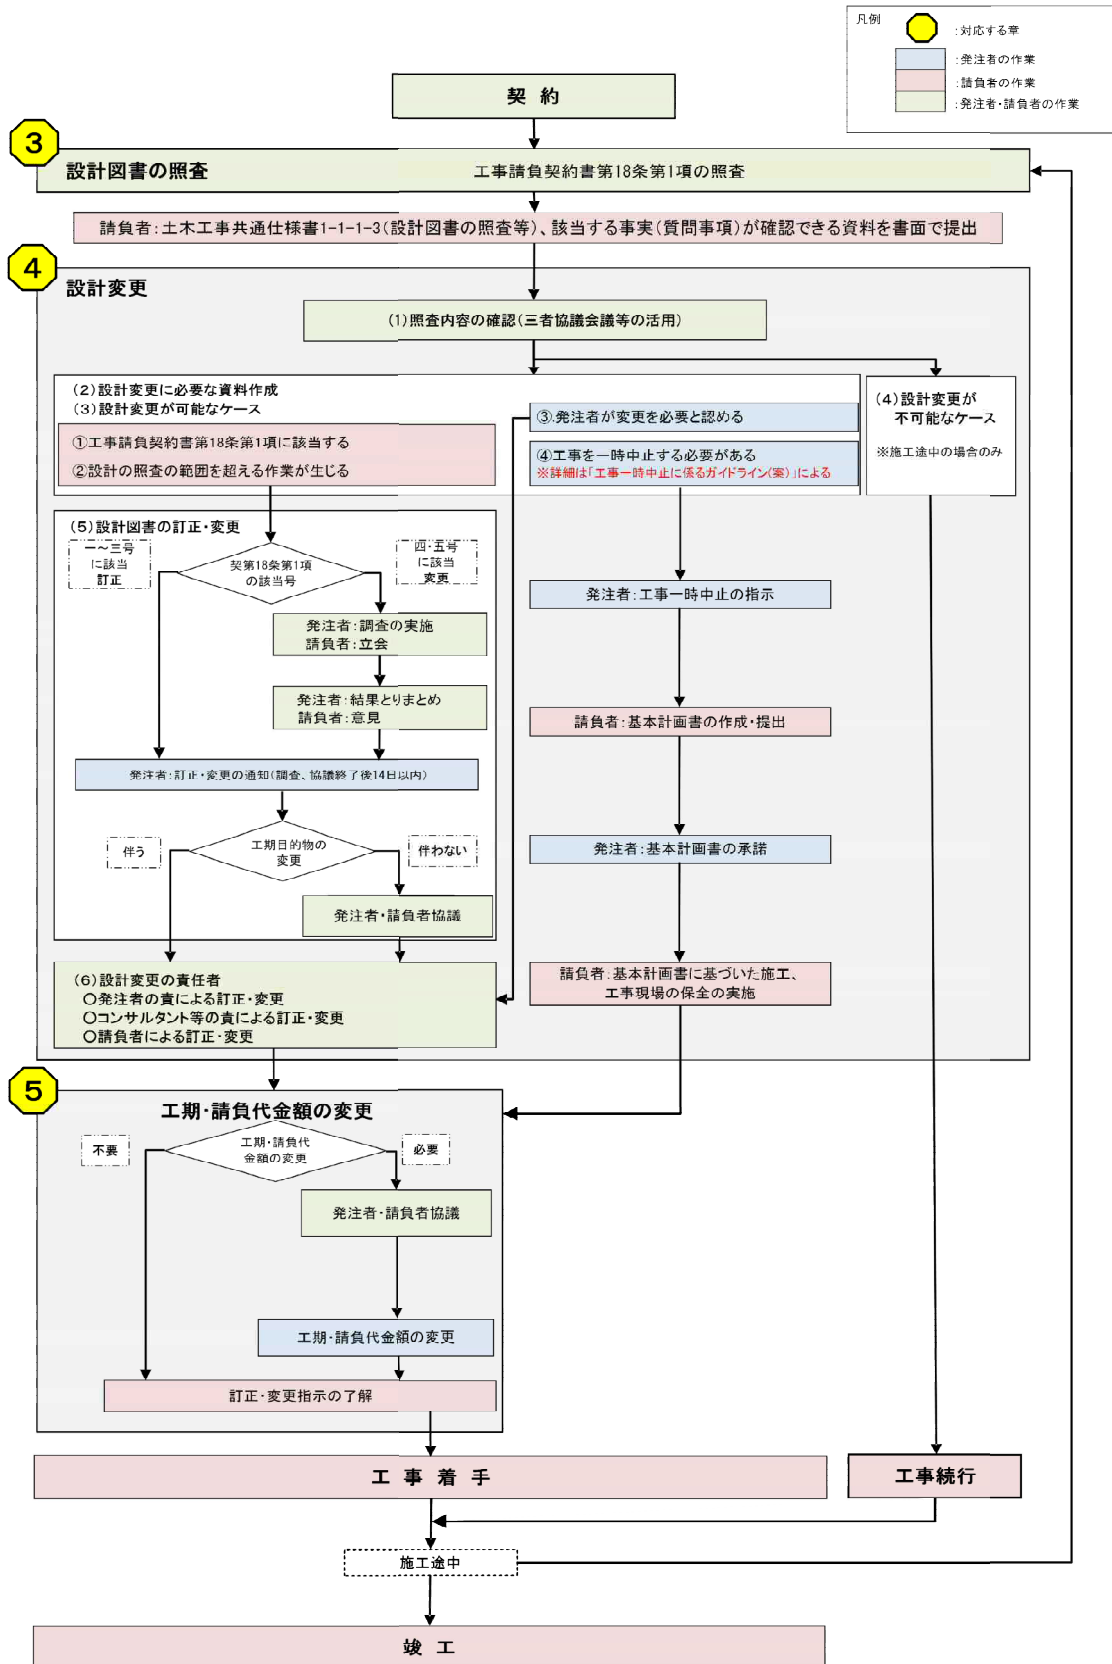 凡例
:対応する章
:発注者の作業
:請負者の作業
:発注者・請負者の作業
契 約
3
設計図書の照査
工事請負契約書第18条第1項の照査
請負者:土木工事共通仕様書1-1-1-3(設計図書の照査等)、該当する事実(質問事項)が確認できる資料を書面で提出
4
設計変更
(1)照査内容の確認(三者協議会議等の活用)
(2)設計変更に必要な資料作成
(3)設計変更が可能なケース
①工事請負契約書第18条第1項に該当する
②設計の照査の範囲を超える作業が生じる
③.発注者が変更を必要と認める
④工事を一時中止する必要がある
※詳細は「工事一時中止に係るガイドライン(案)」による
(4)設計変更が
不可能なケース
※施工途中の場合のみ
(5)設計図書の訂正・変更
一～三号
に該当
訂正
契第18条第1項
の該当号
四・五号
に該当
変更
発注者:調査の実施
請負者:立会
発注者:結果とりまとめ
請負者:意見
発注者:訂正・変更の通知(調査、協議終了後14日以内)
伴う
工期目的物の
変更
伴わない
発注者・請負者協議
発注者:工事一時中止の指示
請負者:基本計画書の作成・提出
発注者:基本計画書の承諾
請負者:基本計画書に基づいた施工、
工事現場の保全の実施
(6)設計変更の責任者
○発注者の責による訂正・変更
○コンサルタント等の責による訂正・変更
○請負者による訂正・変更
5
工期・請負代金額の変更
不要
工期・請負代
金額の変更
必要
発注者・請負者協議
工期・請負代金額の変更
訂正・変更指示の了解
工 事 着 手
工事続行
施工途中
竣 工